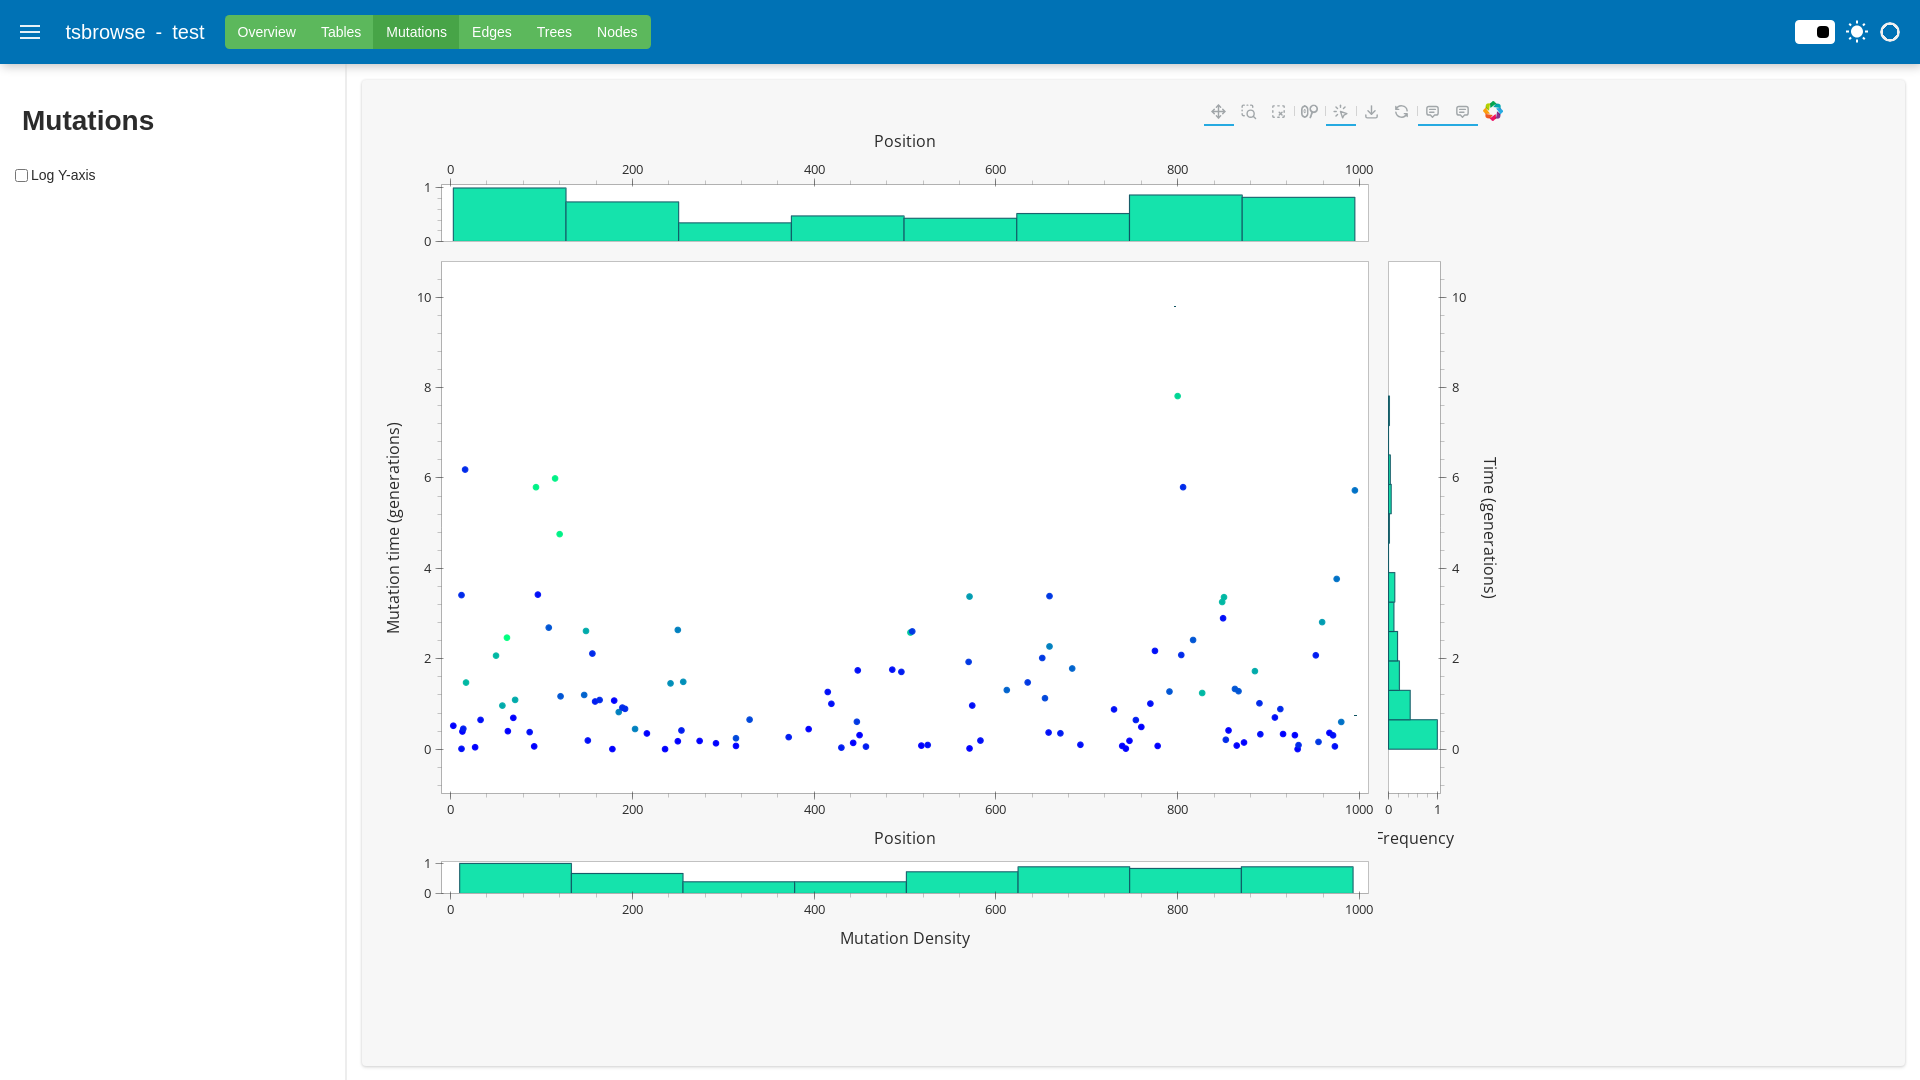 tsbrowse - test
Overview Tables Mutations Edges Trees Nodes
Mutations
Log Y-axis
Position
0 200 400 600 800 1000
1
0
10
8
6
4
2
0
Mutation time (generations)
0 200 400 600 800 1000
Position
10
8
6
4
2
0
Time (generations)
0 1
Frequency
1
0
0 200 400 600 800 1000
Mutation Density